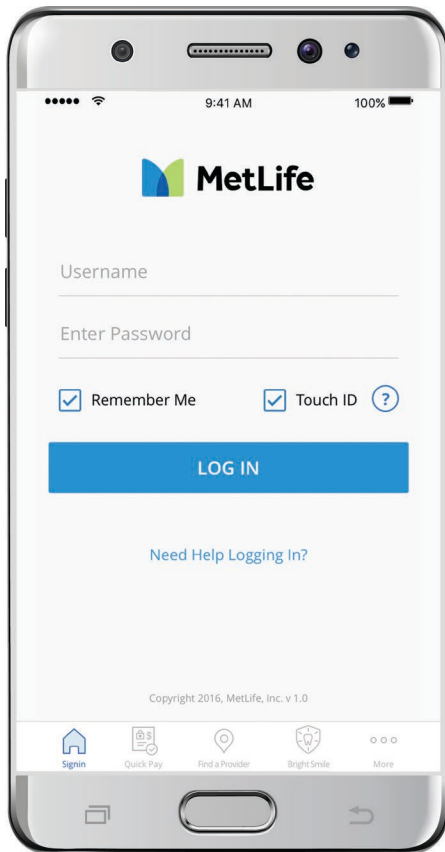 9:41 AM 100%
MetLife
Username
Enter Password
Remember Me Touch ID ?
LOG IN
Need Help Logging In?
Copyright 2016, MetLife, Inc. v 1.0
Signin Quick Pay Find a Provider Bright Smile More